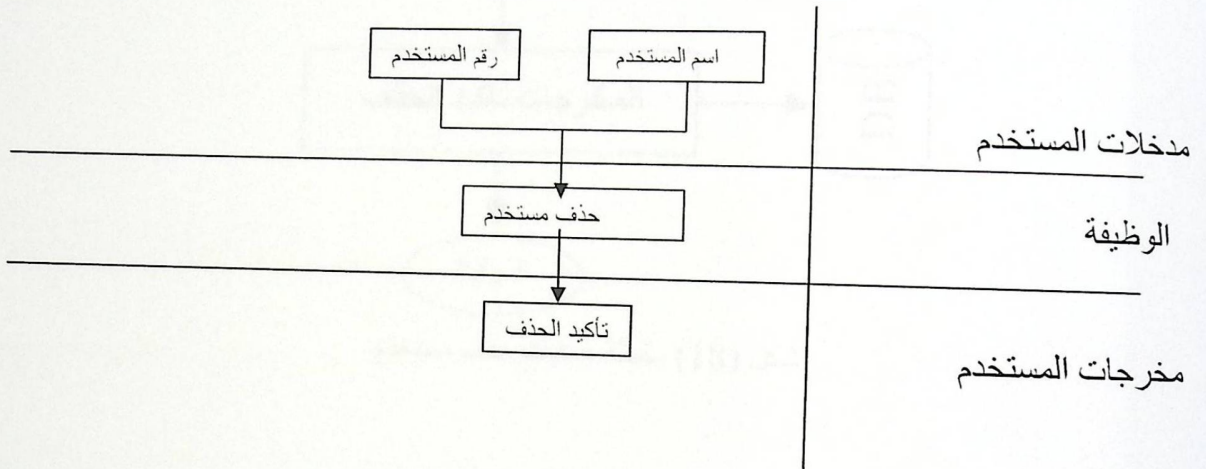 اسم المستخدم
رقم المستخدم
مدخلات المستخدم
حذف مستخدم
الوظيفة
تأكيد الحذف
مخرجات المستخدم